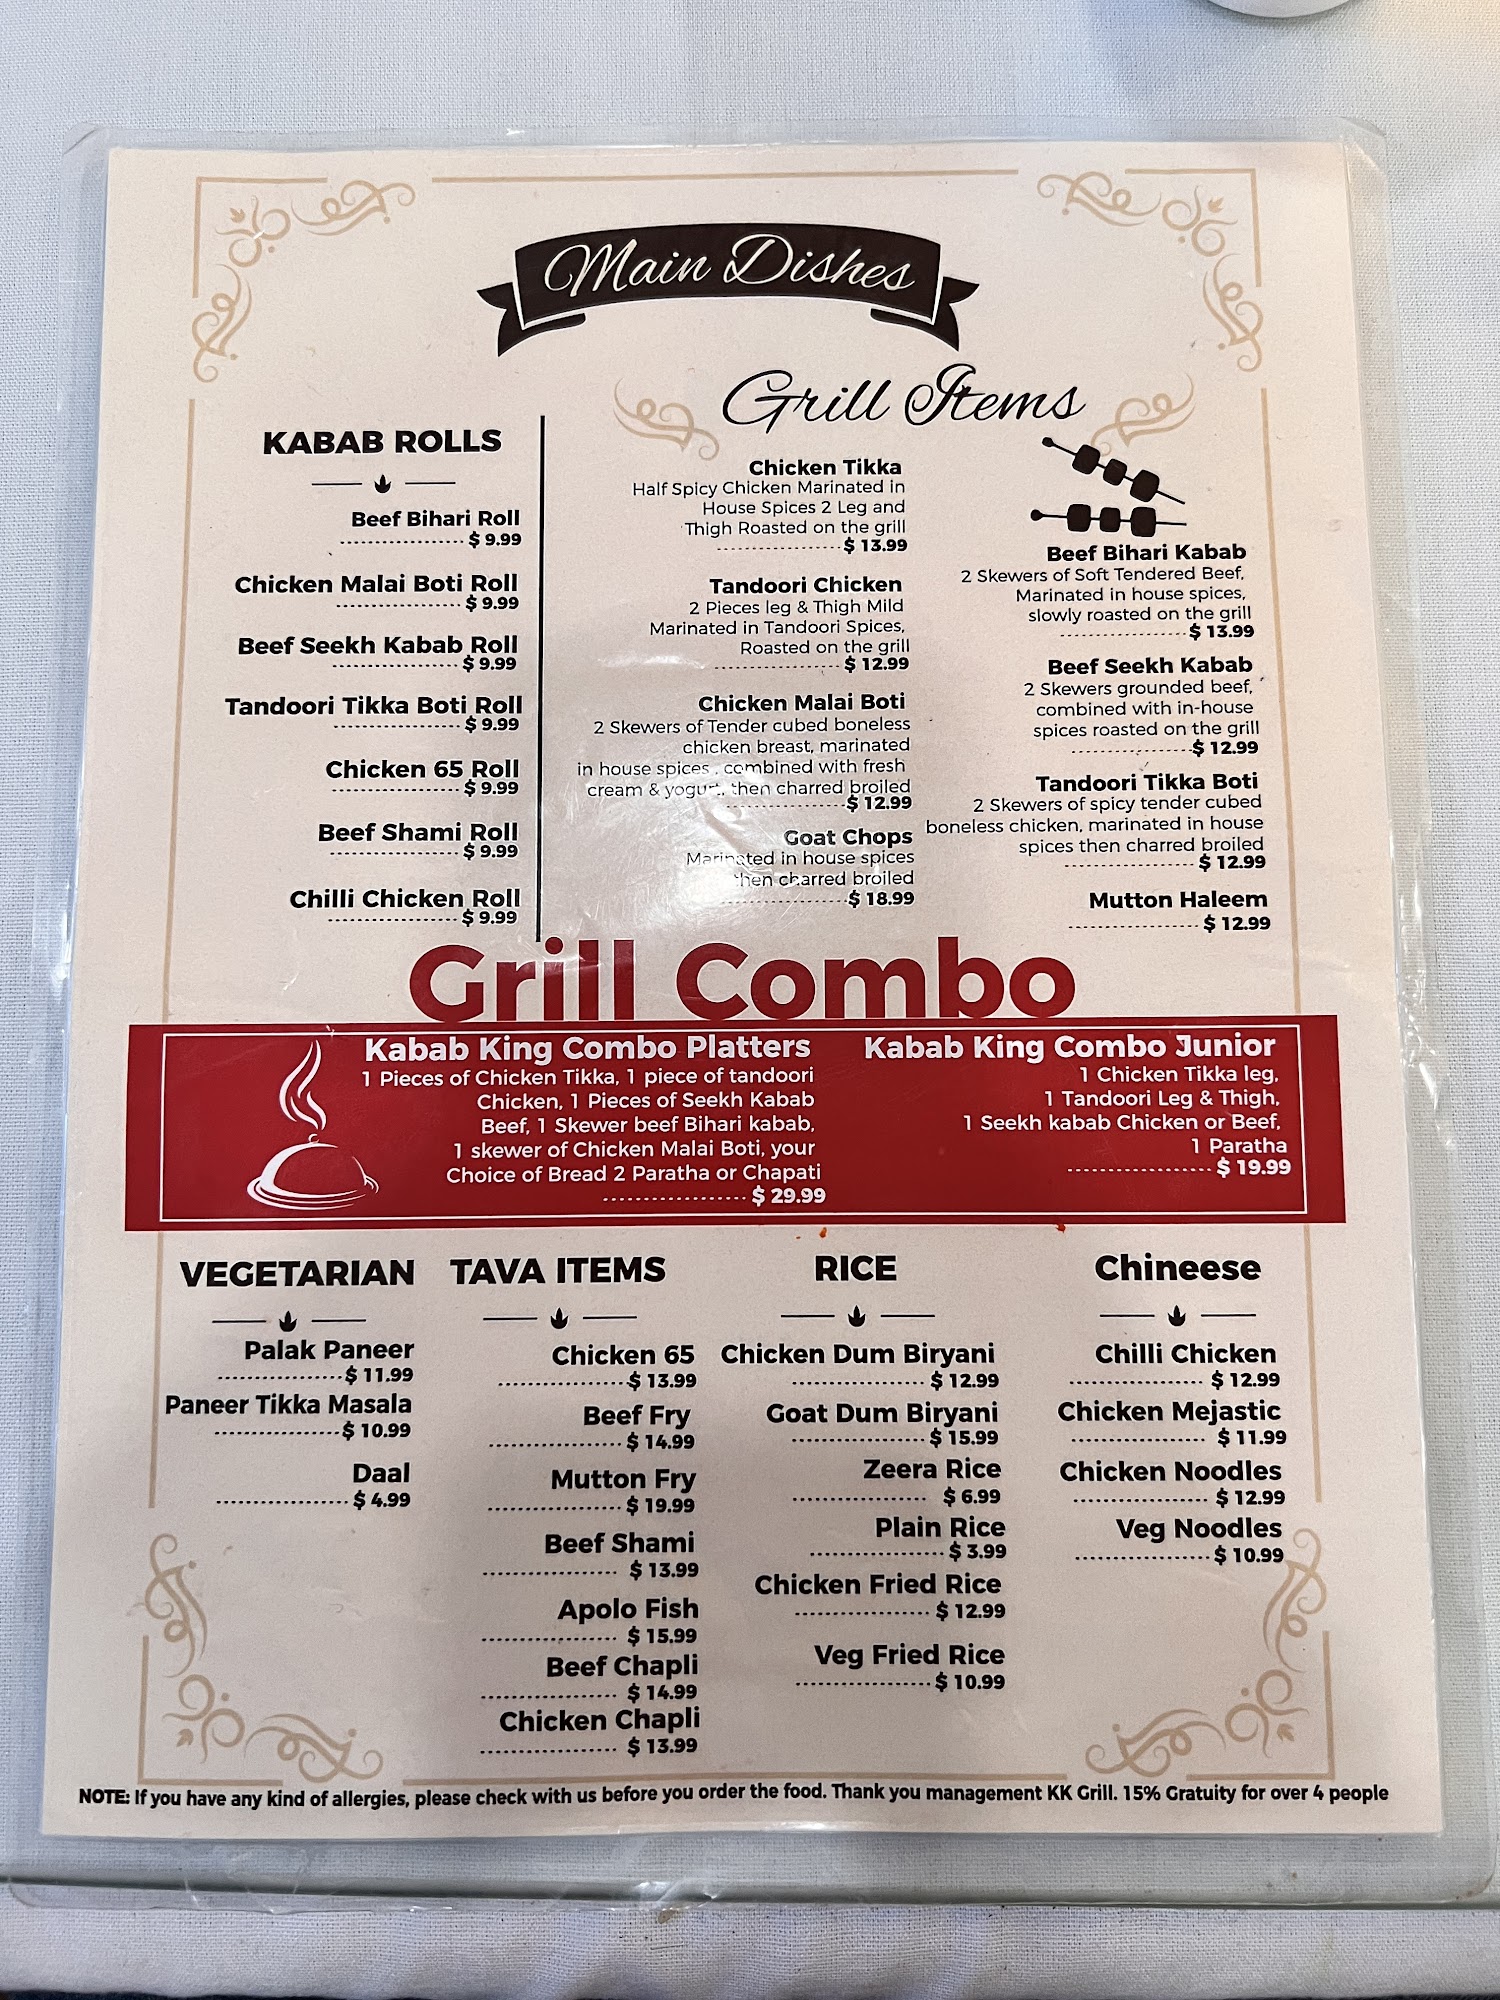 Main Dishes
KABAB ROLLS
Beef Bihari Roll
$ 9.99
Chicken Malai Boti Roll
$ 9.99
Beef Seekh Kabab Roll
$ 9.99
Tandoori Tikka Boti Roll
$ 9.99
Chicken 65 Roll
$ 9.99
Beef Shami Roll
$ 9.99
Chilli Chicken Roll
$ 9.99
Grill Items
Chicken Tikka
Half Spicy Chicken Marinated in
House Spices 2 Leg and
Thigh Roasted on the grill
$ 13.99
Tandoori Chicken
2 Pieces leg & Thigh Mild
Marinated in Tandoori Spices,
Roasted on the grill
$ 12.99
Chicken Malai Boti
2 Skewers of Tender cubed boneless
chicken breast, marinated
in house spices , combined with fresh
cream & yogurt, then charred broiled
$ 12.99
Goat Chops
Marinated in house spices
then charred broiled
$ 18.99
Beef Bihari Kabab
2 Skewers of Soft Tendered Beef,
Marinated in house spices,
slowly roasted on the grill
$ 13.99
Beef Seekh Kabab
2 Skewers grounded beef,
combined with in-house
spices roasted on the grill
$ 12.99
Tandoori Tikka Boti
2 Skewers of spicy tender cubed
boneless chicken, marinated in house
spices then charred broiled
$ 12.99
Mutton Haleem
$ 12.99
Grill Combo
Kabab King Combo Platters
1 Pieces of Chicken Tikka, 1 piece of tandoori
Chicken, 1 Pieces of Seekh Kabab
Beef, 1 Skewer beef Bihari kabab,
1 skewer of Chicken Malai Boti, your
Choice of Bread 2 Paratha or Chapati
$ 29.99
Kabab King Combo Junior
1 Chicken Tikka leg,
1 Tandoori Leg & Thigh,
1 Seekh kabab Chicken or Beef,
1 Paratha
$ 19.99
VEGETARIAN
Palak Paneer
$ 11.99
Paneer Tikka Masala
$ 10.99
Daal
$ 4.99
TAVA ITEMS
Chicken 65
$ 13.99
Beef Fry
$ 14.99
Mutton Fry
$ 19.99
Beef Shami
$ 13.99
Apolo Fish
$ 15.99
Beef Chapli
$ 14.99
Chicken Chapli
$ 13.99
RICE
Chicken Dum Biryani
$ 12.99
Goat Dum Biryani
$ 15.99
Zeera Rice
$ 6.99
Plain Rice
$ 3.99
Chicken Fried Rice
$ 12.99
Veg Fried Rice
$ 10.99
Chineese
Chilli Chicken
$ 12.99
Chicken Mejastic
$ 11.99
Chicken Noodles
$ 12.99
Veg Noodles
$ 10.99
NOTE: If you have any kind of allergies, please check with us before you order the food. Thank you management KK Grill. 15% Gratuity for over 4 people